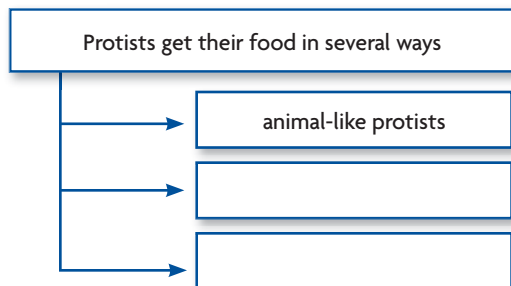 Protists get their food in several ways
animal-like protists